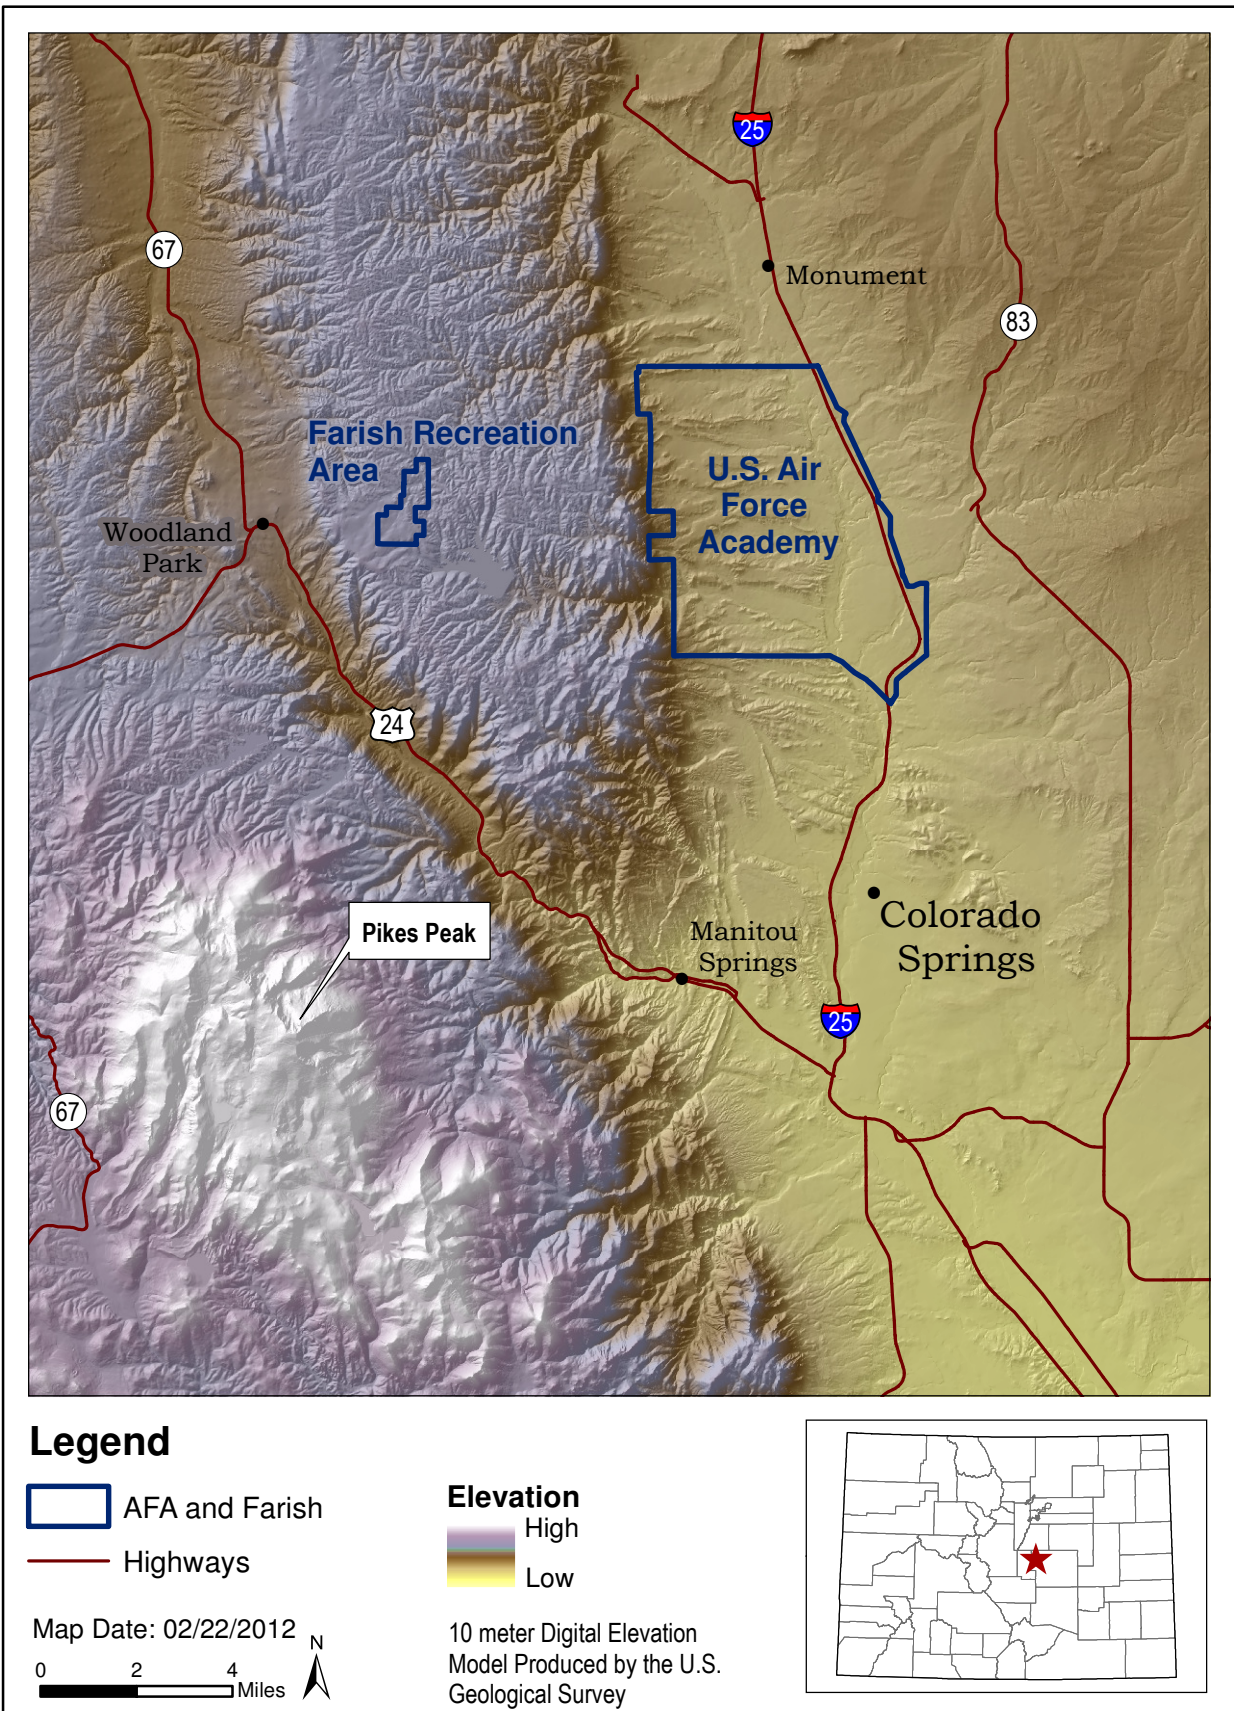 25
67
Monument
83
Farish Recreation
Area
U.S. Air
Force
Academy
Woodland
Park
24
Pikes Peak
Colorado
Springs
Manitou
Springs
25
67
Legend
AFA and Farish
Highways
Map Date: 02/22/2012
N
0 2 4
Miles
Elevation
High
Low
10 meter Digital Elevation
Model Produced by the U.S.
Geological Survey